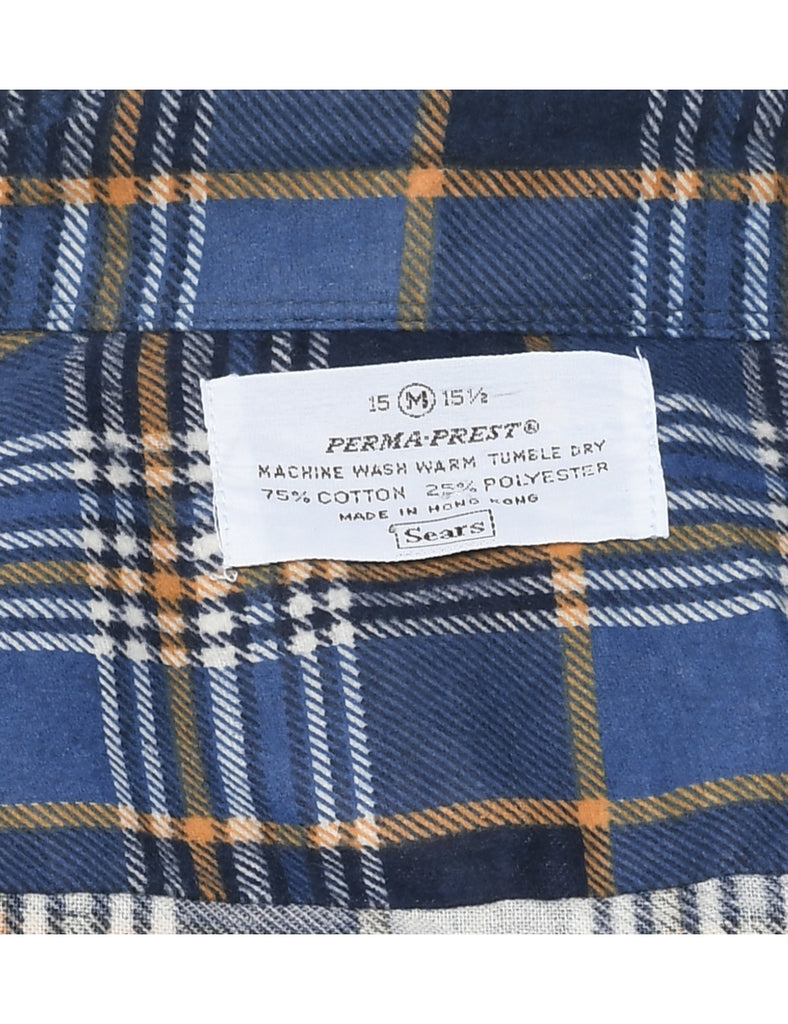 15 M 15½
PERMA-PREST®
MACHINE WASH WARM TUMBLE DRY
75% COTTON 25% POLYESTER
MADE IN HONG KONG
Sears